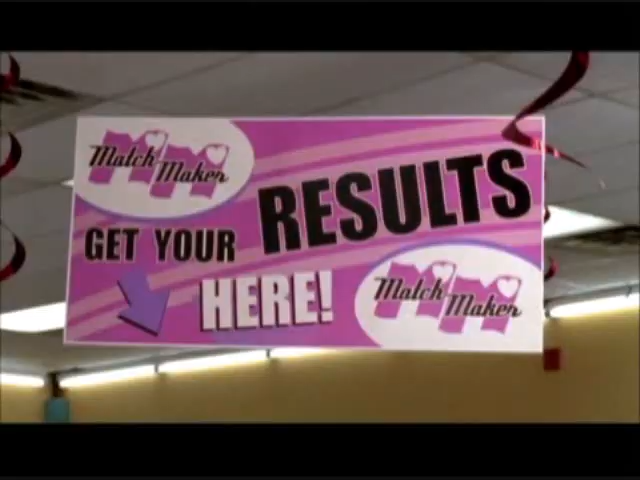 Match
Maker
GET YOUR RESULTS
HERE!
Match
Maker